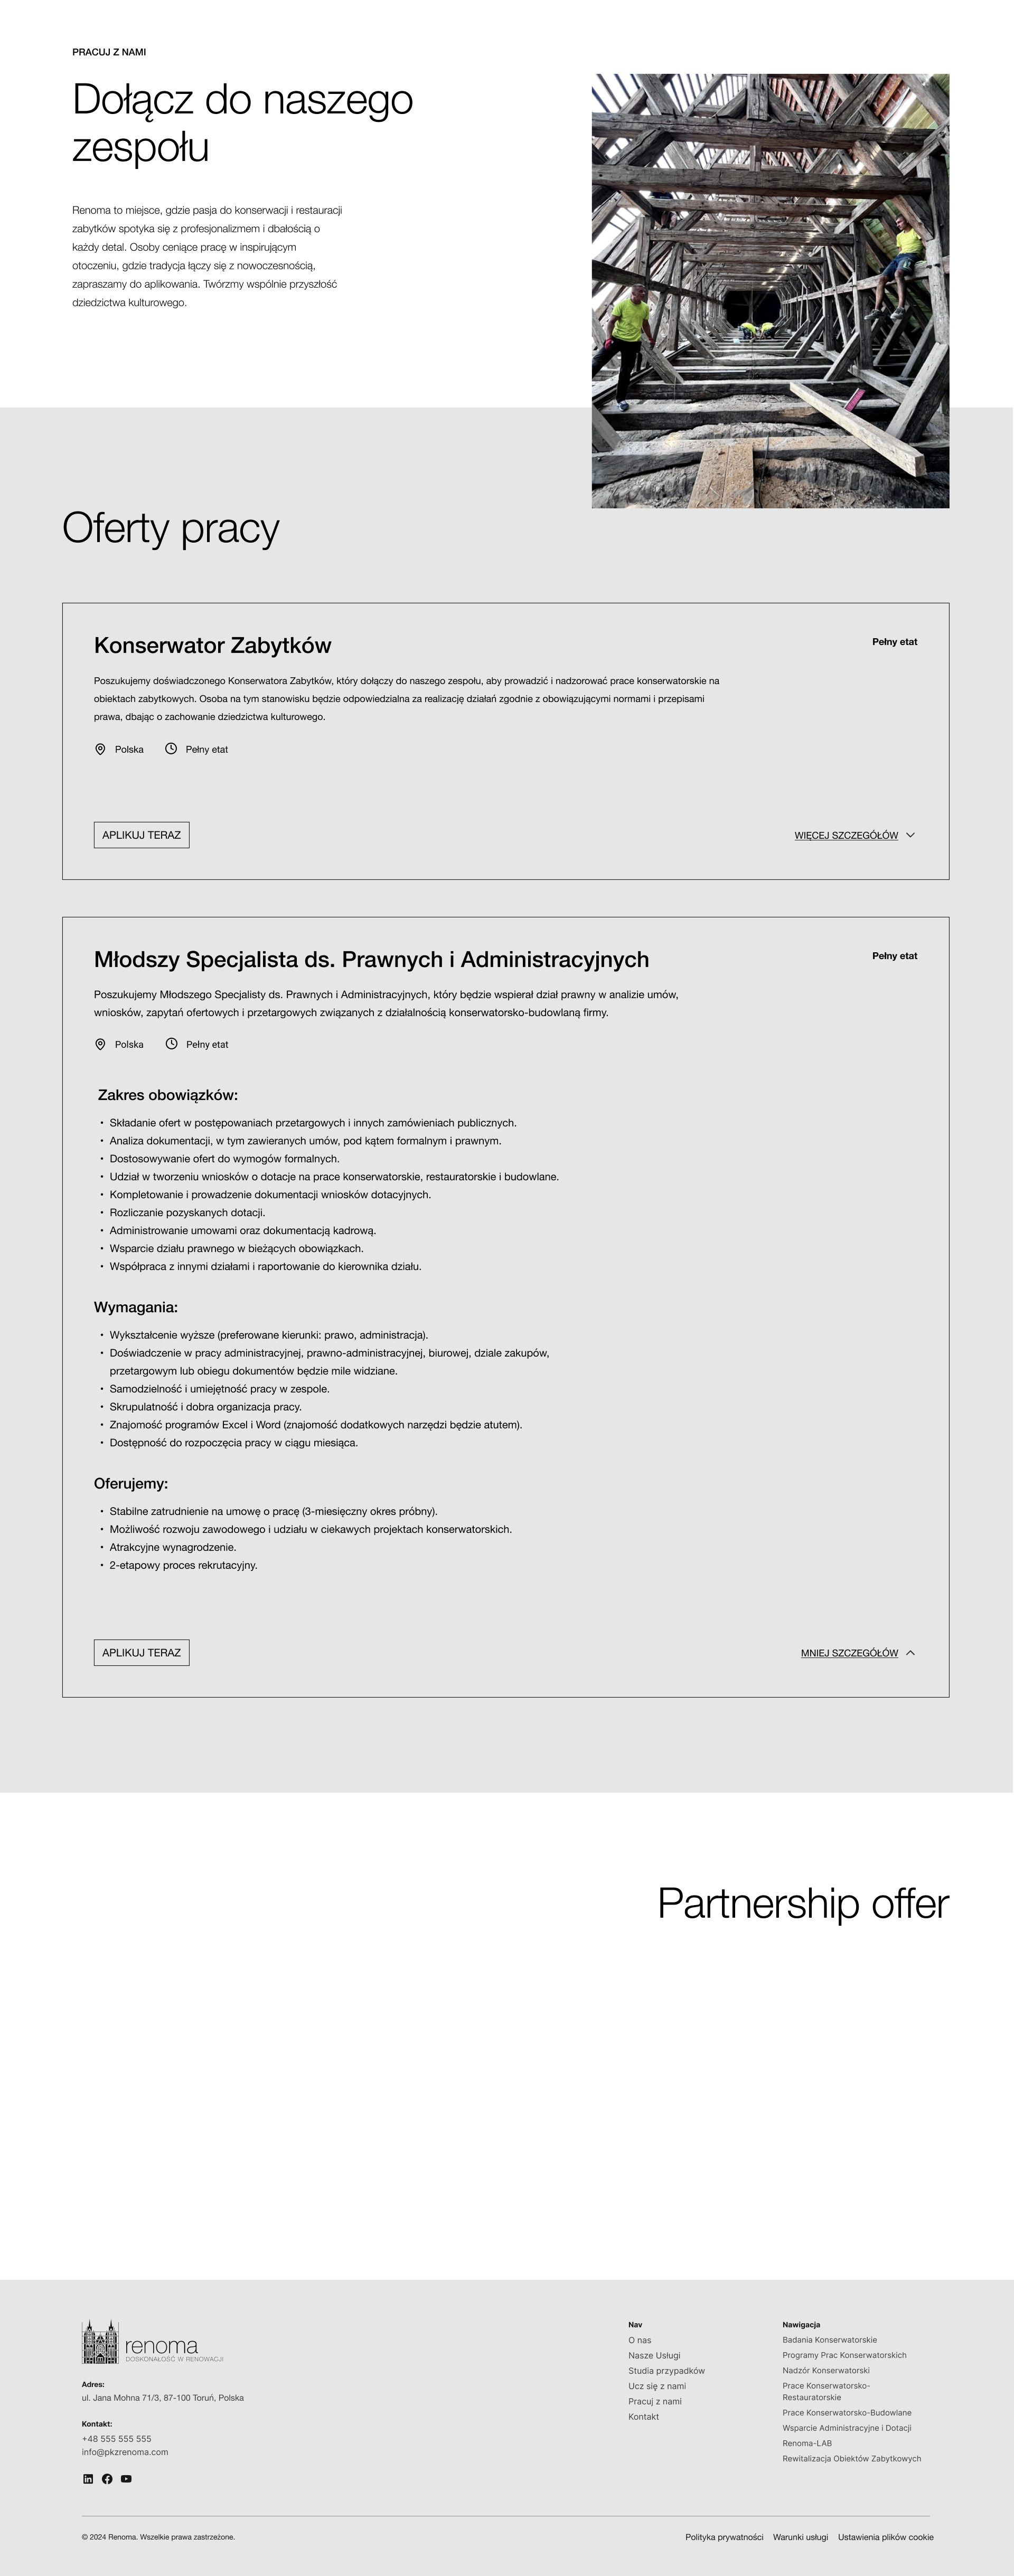 PRACUJ Z NAMI
Dołącz do naszego
zespołu
Renoma to miejsce, gdzie pasja do konserwacji i restauracji
zabytków spotyka się z profesjonalizmem i dbałością o
każdy detal. Osoby ceniące pracę w inspirującym
otoczeniu, gdzie tradycja łączy się z nowoczesnością,
zapraszamy do aplikowania. Twórzmy wspólnie przyszłość
dziedzictwa kulturowego.
Oferty pracy
Konserwator Zabytków
Pełny etat
Poszukujemy doświadczonego Konserwatora Zabytków, który dołączy do naszego zespołu, aby prowadzić i nadzorować prace konserwatorskie na
obiektach zabytkowych. Osoba na tym stanowisku będzie odpowiedzialna za realizację działań zgodnie z obowiązującymi normami i przepisami
prawa, dbając o zachowanie dziedzictwa kulturowego.
Polska Pełny etat
APLIKUJ TERAZ
WIĘCEJ SZCZEGÓŁÓW
Młodszy Specjalista ds. Prawnych i Administracyjnych
Pełny etat
Poszukujemy Młodszego Specjalisty ds. Prawnych i Administracyjnych, który będzie wspierał dział prawny w analizie umów,
wniosków, zapytań ofertowych i przetargowych związanych z działalnością konserwatorsko-budowlaną firmy.
Polska Pełny etat
Zakres obowiązków:
• Składanie ofert w postępowaniach przetargowych i innych zamówieniach publicznych.
• Analiza dokumentacji, w tym zawieranych umów, pod kątem formalnym i prawnym.
• Dostosowywanie ofert do wymogów formalnych.
• Udział w tworzeniu wniosków o dotacje na prace konserwatorskie, restauratorskie i budowlane.
• Kompletowanie i prowadzenie dokumentacji wniosków dotacyjnych.
• Rozliczanie pozyskanych dotacji.
• Administrowanie umowami oraz dokumentacją kadrową.
• Wsparcie działu prawnego w bieżących obowiązkach.
• Współpraca z innymi działami i raportowanie do kierownika działu.
Wymagania:
• Wykształcenie wyższe (preferowane kierunki: prawo, administracja).
• Doświadczenie w pracy administracyjnej, prawno-administracyjnej, biurowej, dziale zakupów,
przetargowym lub obiegu dokumentów będzie mile widziane.
• Samodzielność i umiejętność pracy w zespole.
• Skrupulatność i dobra organizacja pracy.
• Znajomość programów Excel i Word (znajomość dodatkowych narzędzi będzie atutem).
• Dostępność do rozpoczęcia pracy w ciągu miesiąca.
Oferujemy:
• Stabilne zatrudnienie na umowę o pracę (3-miesięczny okres próbny).
• Możliwość rozwoju zawodowego i udziału w ciekawych projektach konserwatorskich.
• Atrakcyjne wynagrodzenie.
• 2-etapowy proces rekrutacyjny.
APLIKUJ TERAZ
MNIEJ SZCZEGÓŁÓW
Partnership offer
renoma
DOSKONAŁOŚĆ W RENOWACJI
Adres:
ul. Jana Mohna 71/3, 87-100 Toruń, Polska
Kontakt:
+48 555 555 555
info@pkzrenoma.com
Nav
O nas
Nasze Usługi
Studia przypadków
Ucz się z nami
Pracuj z nami
Kontakt
Nawigacja
Badania Konserwatorskie
Programy Prac Konserwatorskich
Nadzór Konserwatorski
Prace Konserwatorsko-
Restauratorskie
Prace Konserwatorsko-Budowlane
Wsparcie Administracyjne i Dotacji
Renoma-LAB
Rewitalizacja Obiektów Zabytkowych
© 2024 Renoma. Wszelkie prawa zastrzeżone.
Polityka prywatności Warunki usługi Ustawienia plików cookie